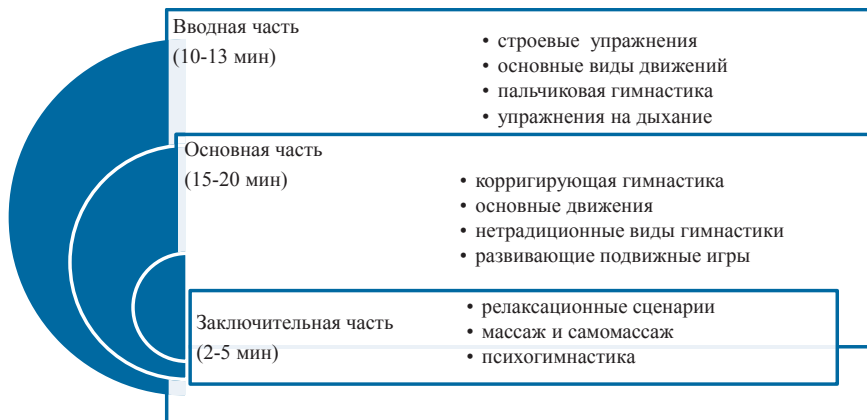 Вводная часть
(10-13 мин)
• строевые упражнения
• основные виды движений
• пальчиковая гимнастика
• упражнения на дыхание
Основная часть
(15-20 мин)
• корригирующая гимнастика
• основные движения
• нетрадиционные виды гимнастики
• развивающие подвижные игры
Заключительная часть
(2-5 мин)
• релаксационные сценарии
• массаж и самомассаж
• психогимнастика